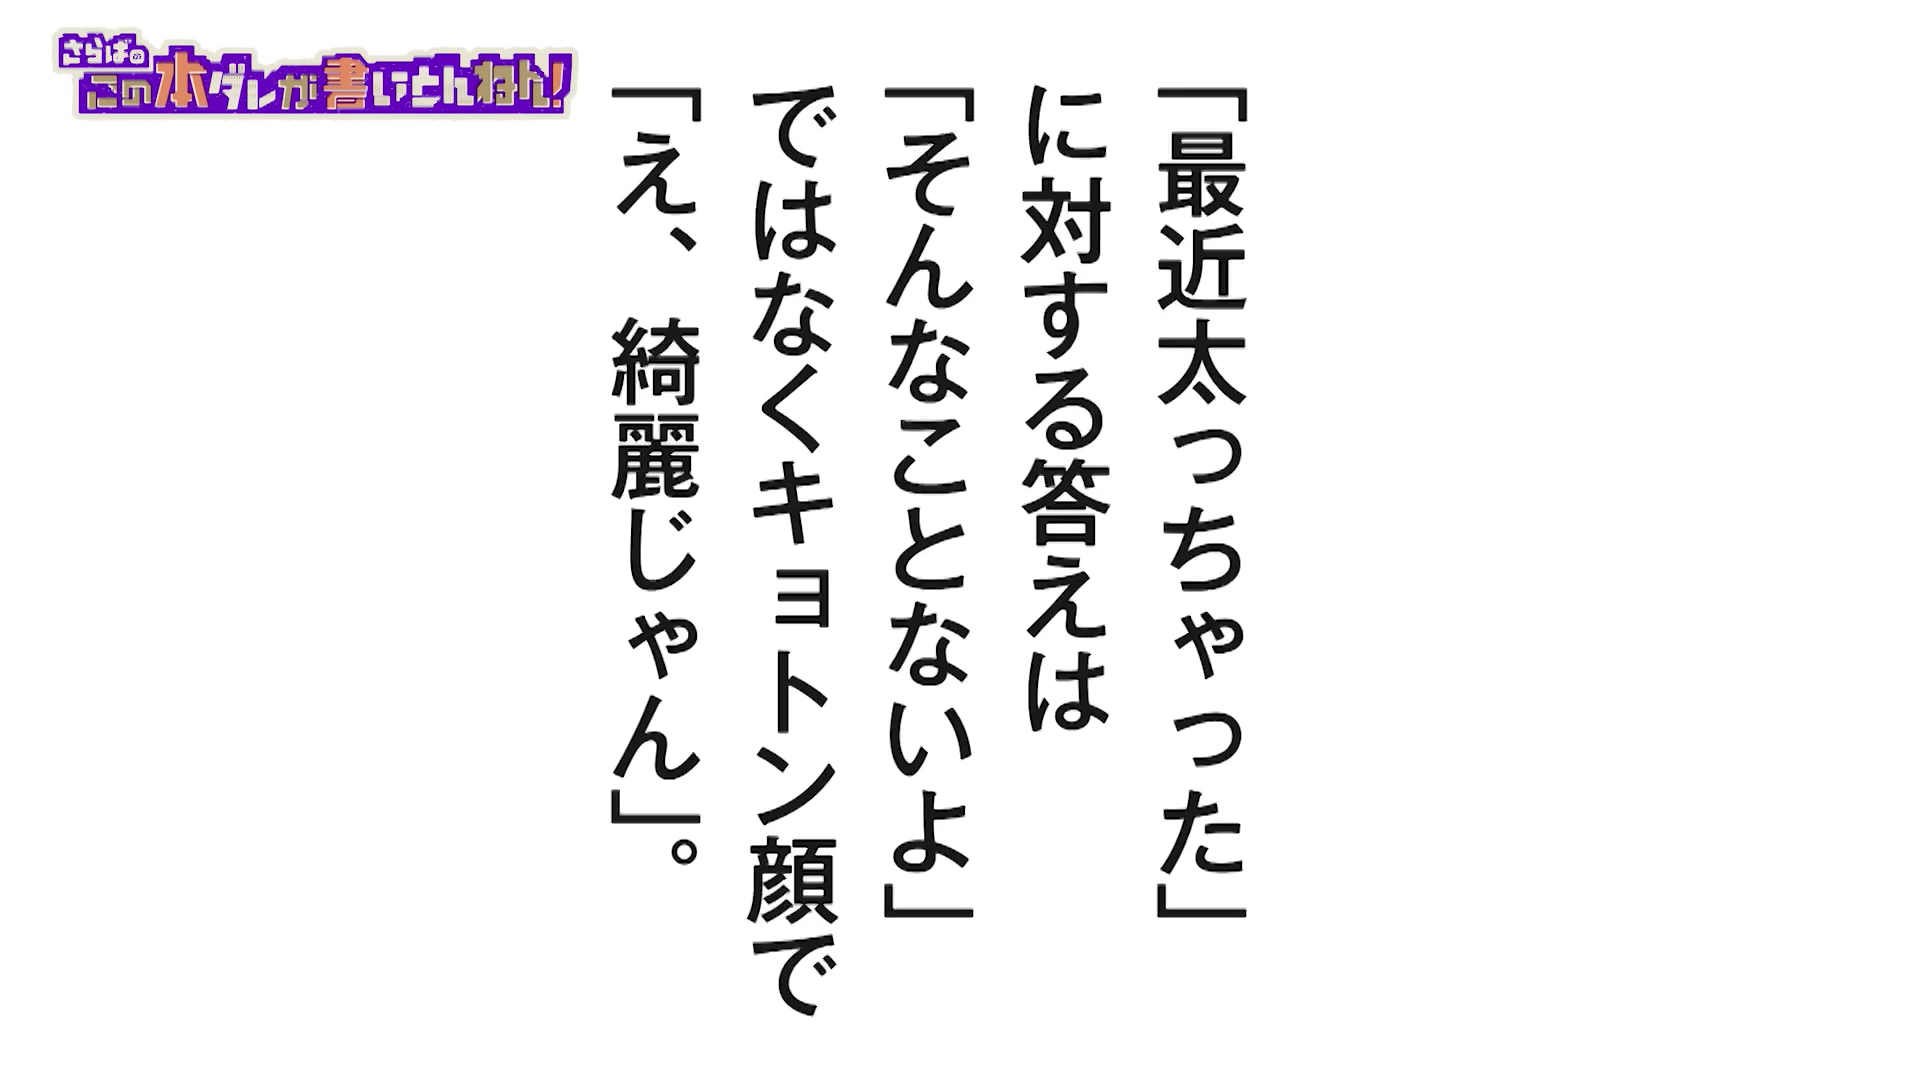 さらばの
この本ダレが書いとんねん!
「最近太っちゃった」
に対する答えは
「そんなことないよ」
ではなくキョトン顔で
「え、綺麗じゃん」。